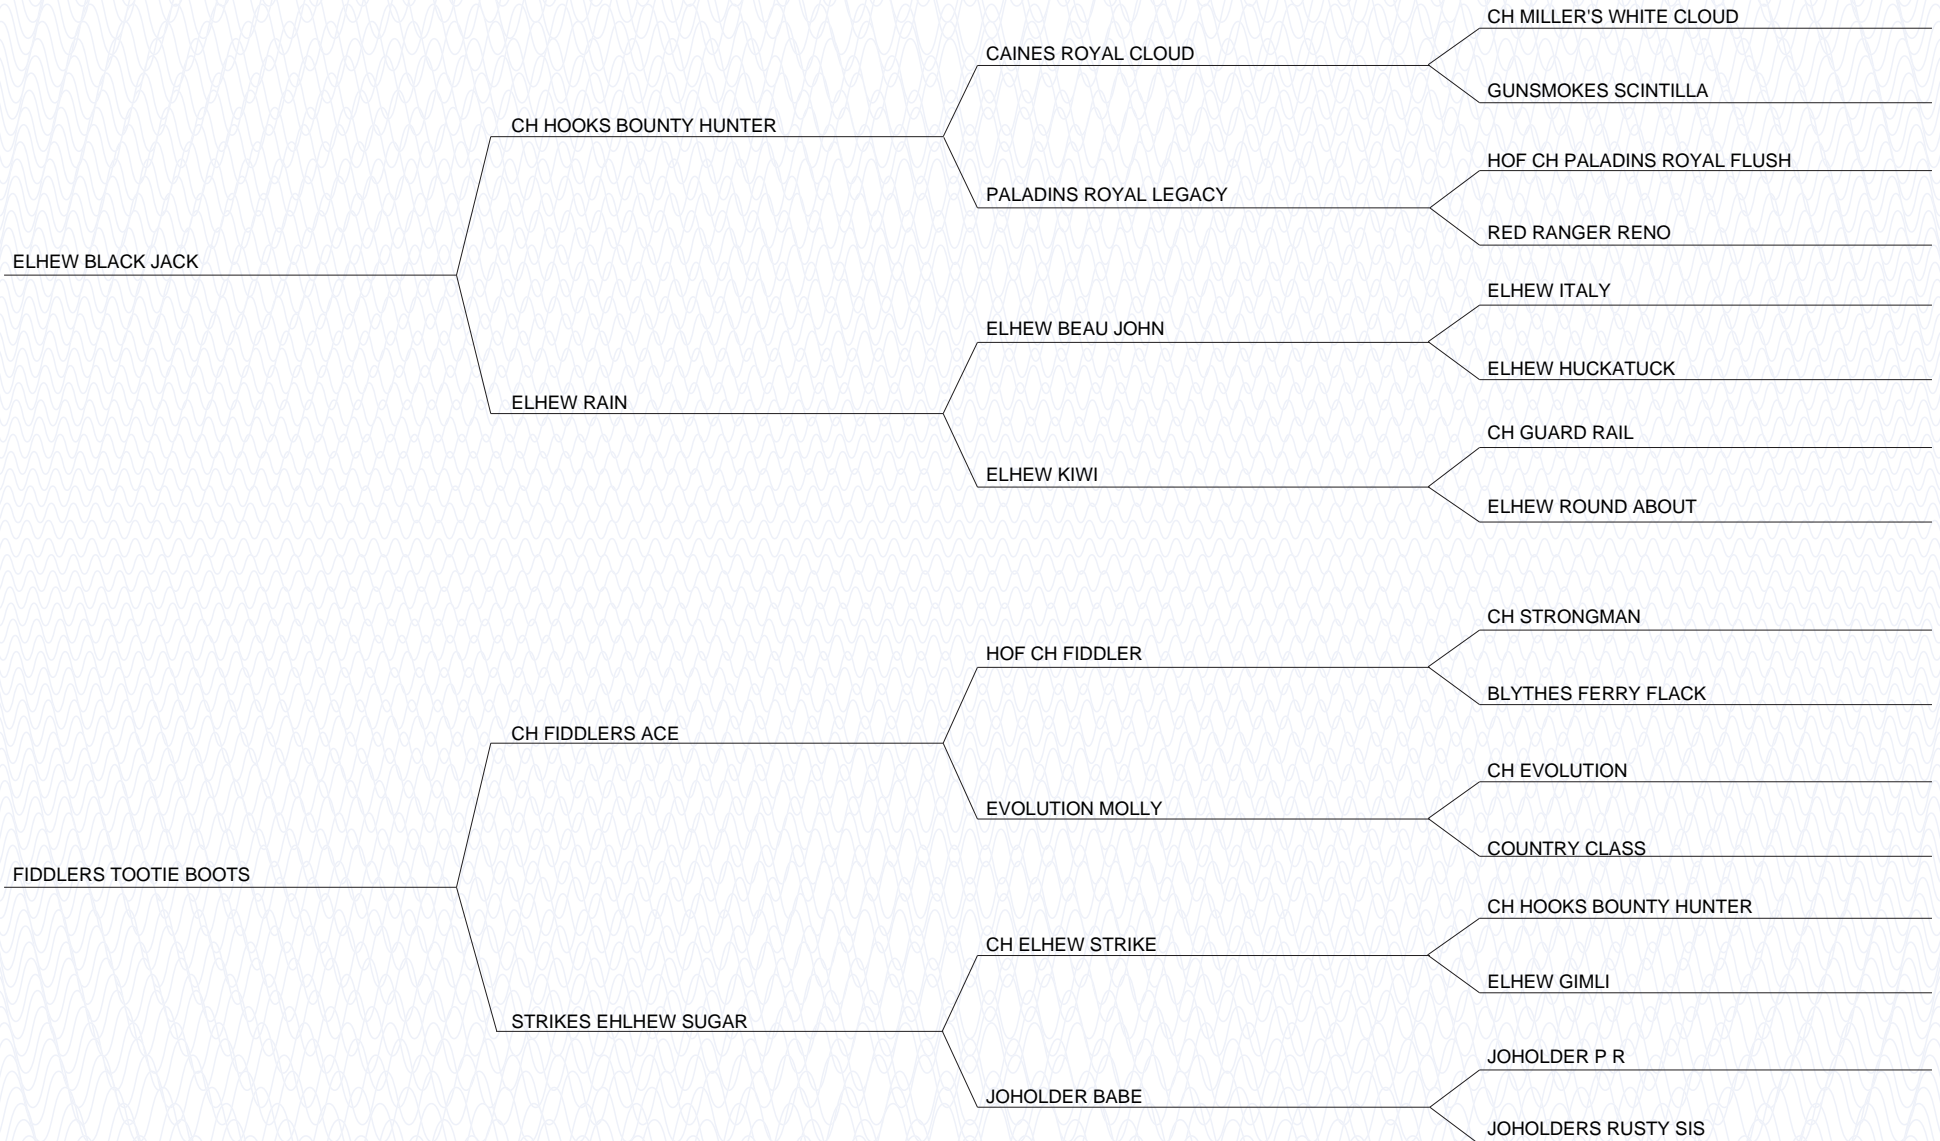 CH MILLER'S WHITE CLOUD
CAINES ROYAL CLOUD
GUNSMOKES SCINTILLA
CH HOOKS BOUNTY HUNTER
HOF CH PALADINS ROYAL FLUSH
PALADINS ROYAL LEGACY
RED RANGER RENO
ELHEW BLACK JACK
ELHEW ITALY
ELHEW BEAU JOHN
ELHEW HUCKATUCK
ELHEW RAIN
CH GUARD RAIL
ELHEW KIWI
ELHEW ROUND ABOUT
CH STRONGMAN
HOF CH FIDDLER
BLYTHES FERRY FLACK
CH FIDDLERS ACE
CH EVOLUTION
EVOLUTION MOLLY
COUNTRY CLASS
FIDDLERS TOOTIE BOOTS
CH HOOKS BOUNTY HUNTER
CH ELHEW STRIKE
ELHEW GIMLI
STRIKES EHLHEW SUGAR
JOHOLDER P R
JOHOLDER BABE
JOHOLDERS RUSTY SIS